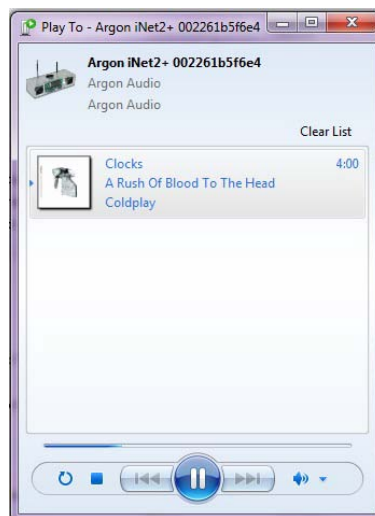 Play To - Argon iNet2+ 002261b5f6e4
Argon iNet2+ 002261b5f6e4
Argon Audio
Argon Audio
Clear List
Clocks 4:00
A Rush Of Blood To The Head
Coldplay